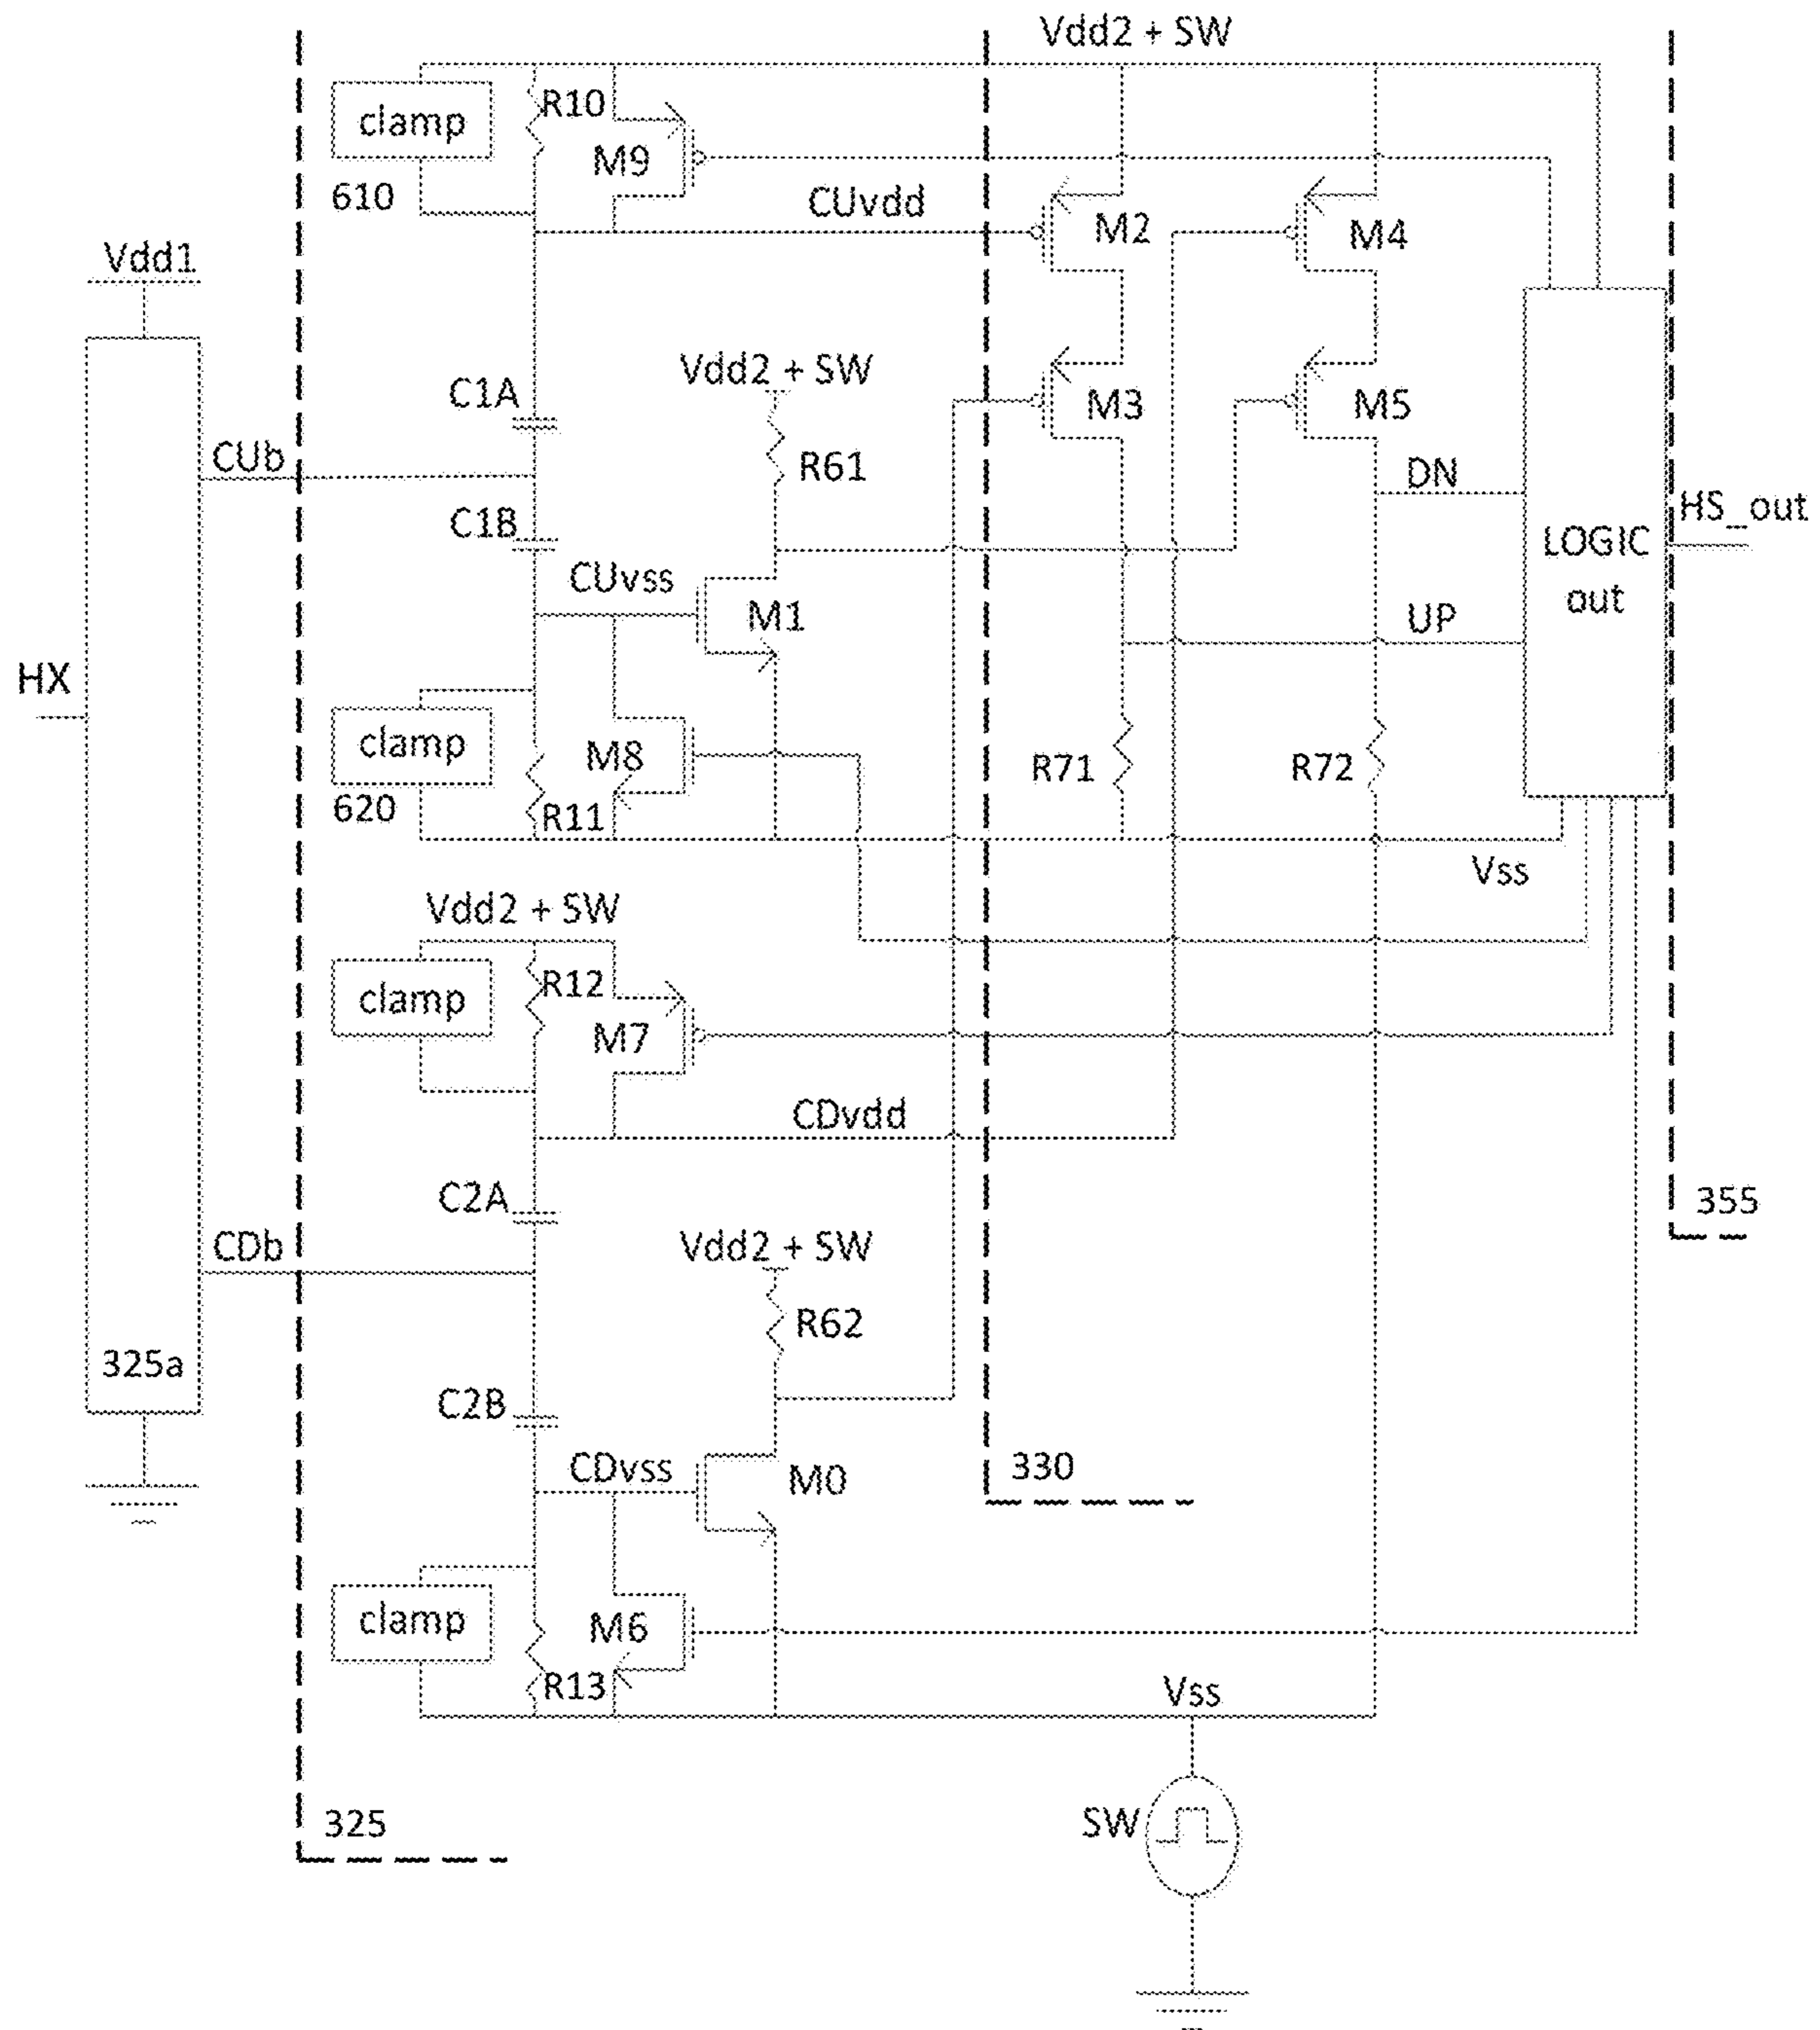 Vdd2 + SW
clamp
R10
M9
610
CUvdd
M2
M4
Vdd1
C1A
Vdd2 + SW
M3
M5
CUb
R61
DN
HS_out
C1B
LOGIC
out
CUvss
M1
UP
HX
clamp
M8
R71
R72
620
R11
Vss
Vdd2 + SW
clamp
R12
M7
CDvdd
C2A
355
CDb
Vdd2 + SW
R62
325a
C2B
CDvss
M0
330
clamp
M6
R13
Vss
325
SW